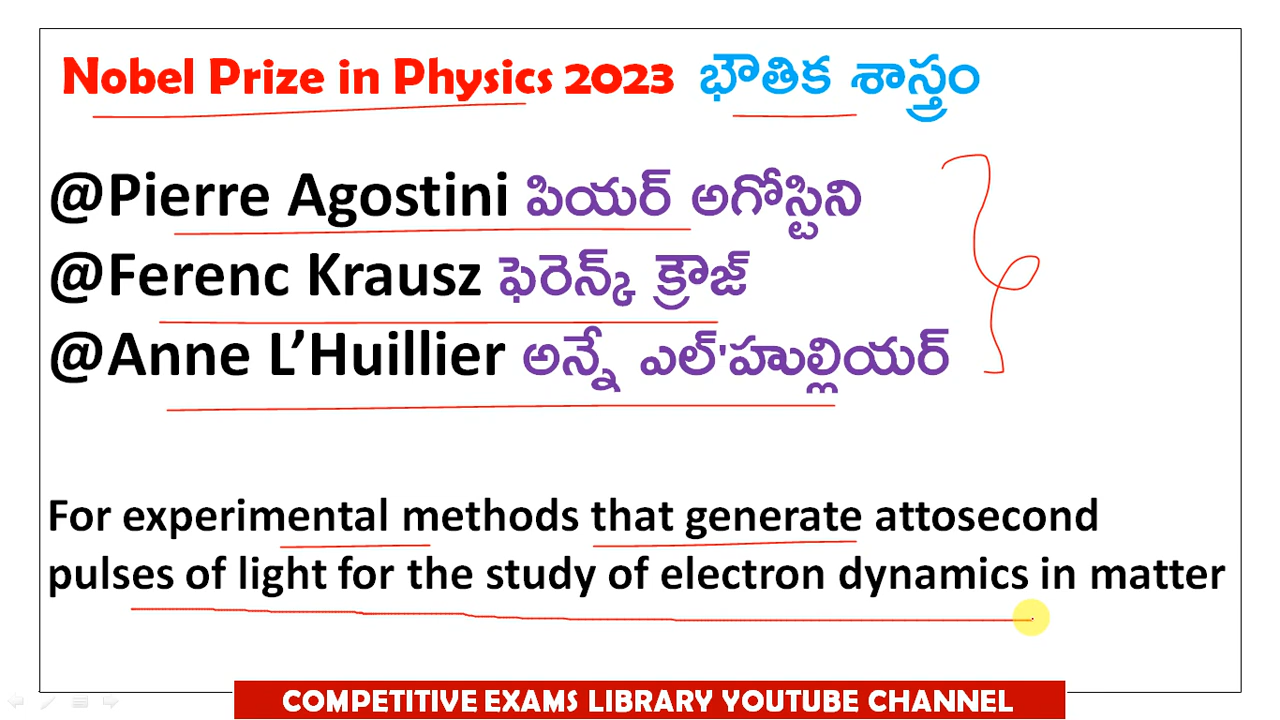 Nobel Prize in Physics 2023 భౌతిక శాస్త్రం
@Pierre Agostini పియర్ అగోస్టిని
@Ferenc Krausz ఫెరెన్క్ క్రౌజ్
@Anne L’Huillier అన్నే ఎల్'హుల్లియర్
For experimental methods that generate attosecond
pulses of light for the study of electron dynamics in matter
COMPETITIVE EXAMS LIBRARY YOUTUBE CHANNEL